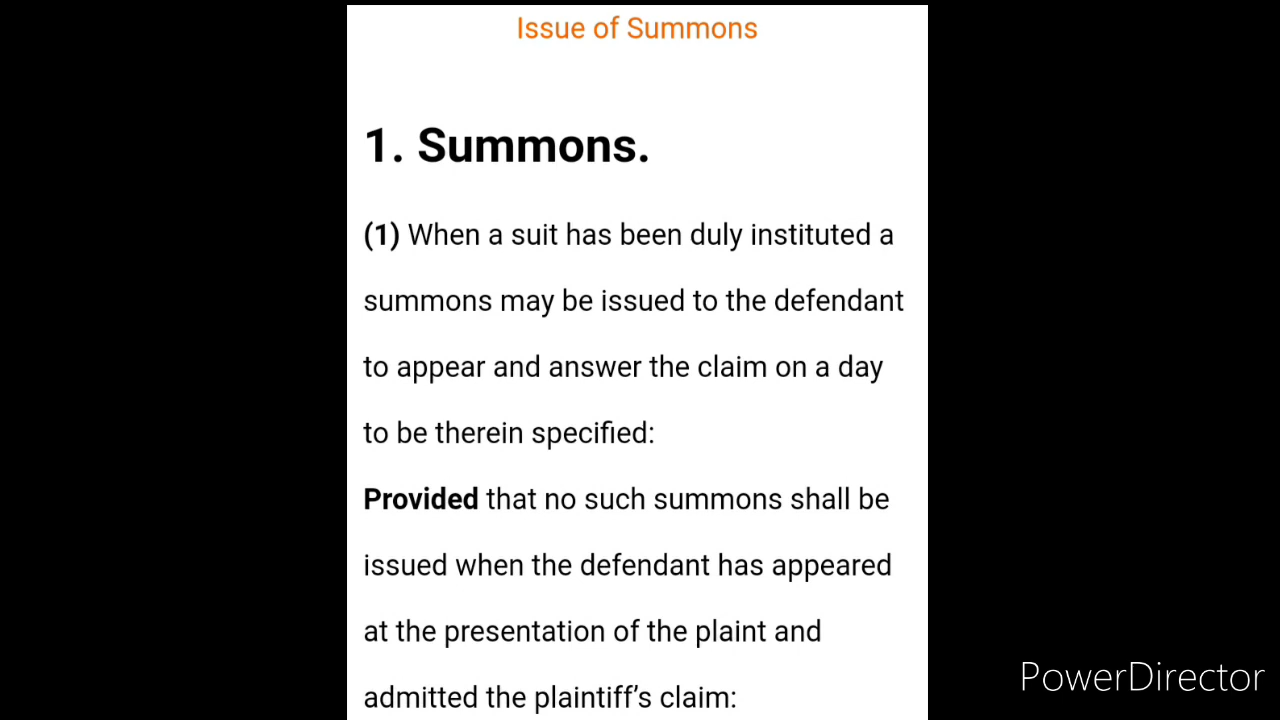 Issue of Summons
1. Summons.
(1) When a suit has been duly instituted a
summons may be issued to the defendant
to appear and answer the claim on a day
to be therein specified:
Provided that no such summons shall be
issued when the defendant has appeared
at the presentation of the plaint and
admitted the plaintiff’s claim:
PowerDirector